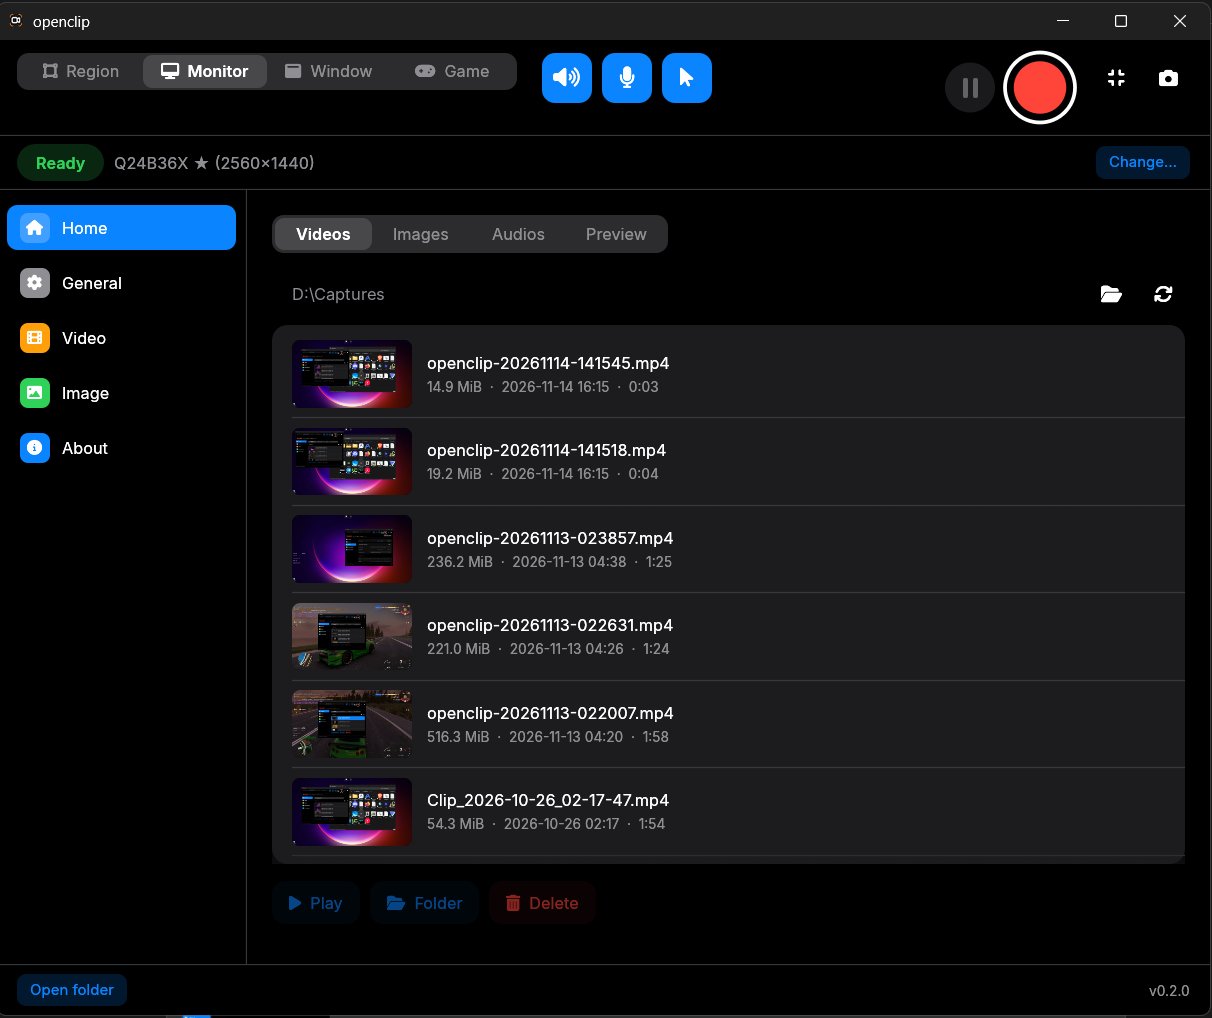 openclip
Region Monitor Window Game
Ready Q24B36X ★ (2560×1440) Change...
Home
General
Video
Image
About
Videos Images Audios Preview
D:\Captures
openclip-20261114-141545.mp4
14.9 MiB · 2026-11-14 16:15 · 0:03
openclip-20261114-141518.mp4
19.2 MiB · 2026-11-14 16:15 · 0:04
openclip-20261113-023857.mp4
236.2 MiB · 2026-11-13 04:38 · 1:25
openclip-20261113-022631.mp4
221.0 MiB · 2026-11-13 04:26 · 1:24
openclip-20261113-022007.mp4
516.3 MiB · 2026-11-13 04:20 · 1:58
Clip_2026-10-26_02-17-47.mp4
54.3 MiB · 2026-10-26 02:17 · 1:54
Play Folder Delete
Open folder v0.2.0